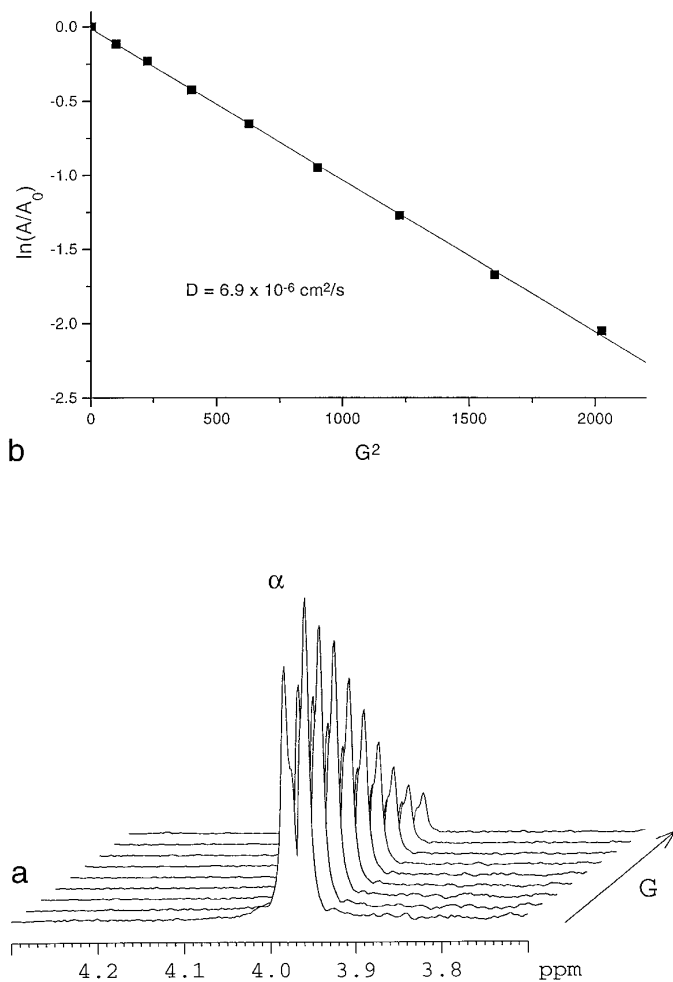 0.0
-0.5
-1.0
-1.5
-2.0
-2.5
ln(A/A₀)
D = 6.9 x 10⁻⁶ cm²/s
0 500 1000 1500 2000
b
G²
α
a
G
4.2 4.1 4.0 3.9 3.8 ppm